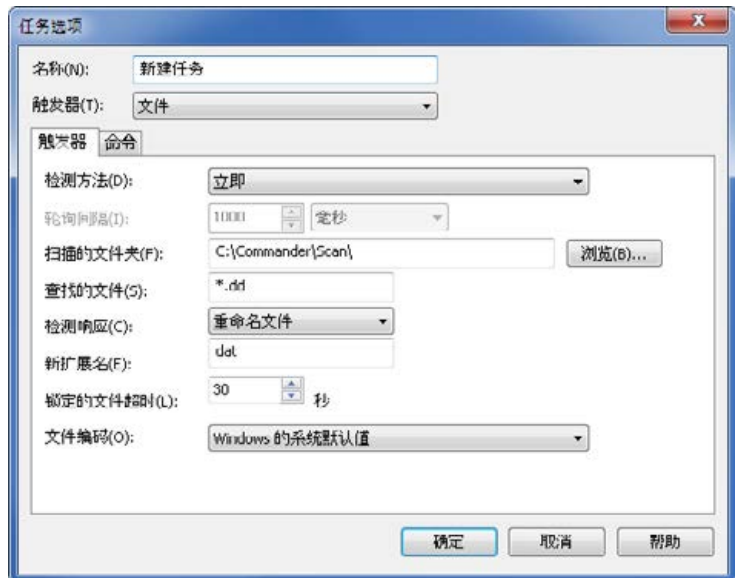 任务选项
名称(N): 新建任务
触发器(T): 文件
触发器 命令
检测方法(D): 立即
轮询间隔(I): 1000 毫秒
扫描的文件夹(F): C:\Commander\Scan\ 浏览(B)...
查找的文件(S): *.dd
检测响应(C): 重命名文件
新扩展名(F): dat
锁定的文件超时(L): 30 秒
文件编码(O): Windows 的系统默认值
确定 取消 帮助